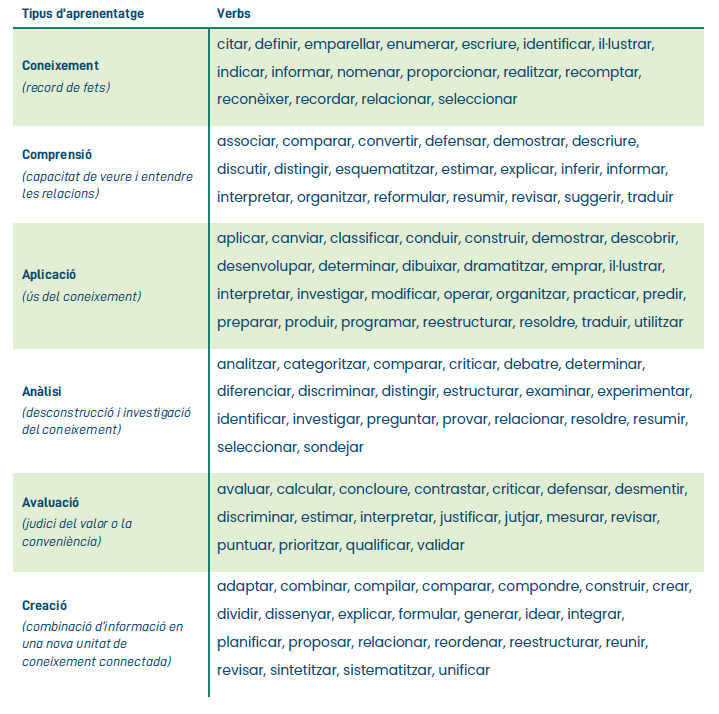 Tipus d'aprenentatge Verbs
Coneixement
(record de fets)
citar, definir, emparellar, enumerar, escriure, identificar, il·lustrar,
indicar, informar, nomenar, proporcionar, realitzar, recomptar,
reconèixer, recordar, relacionar, seleccionar
Comprensió
(capacitat de veure i entendre
les relacions)
associar, comparar, convertir, defensar, demostrar, descriure,
discutir, distingir, esquematitzar, estimar, explicar, inferir, informar,
interpretar, organitzar, reformular, resumir, revisar, suggerir, traduir
Aplicació
(ús del coneixement)
aplicar, canviar, classificar, conduir, construir, demostrar, descobrir,
desenvolupar, determinar, dibuixar, dramatitzar, emprar, il·lustrar,
interpretar, investigar, modificar, operar, organitzar, practicar, predir,
preparar, produir, programar, reestructurar, resoldre, traduir, utilitzar
Anàlisi
(desconstrucció i investigació
del coneixement)
analitzar, categoritzar, comparar, criticar, debatre, determinar,
diferenciar, discriminar, distingir, estructurar, examinar, experimentar,
identificar, investigar, preguntar, provar, relacionar, resoldre, resumir,
seleccionar, sondejar
Avaluació
(judici del valor o la
conveniència)
avaluar, calcular, concloure, contrastar, criticar, defensar, desmentir,
discriminar, estimar, interpretar, justificar, jutjar, mesurar, revisar,
puntuar, prioritzar, qualificar, validar
Creació
(combinació d'informació en
una nova unitat de
coneixement connectada)
adaptar, combinar, compilar, comparar, compondre, construir, crear,
dividir, dissenyar, explicar, formular, generar, idear, integrar,
planificar, proposar, relacionar, reordenar, reestructurar, reunir,
revisar, sintetitzar, sistematitzar, unificar